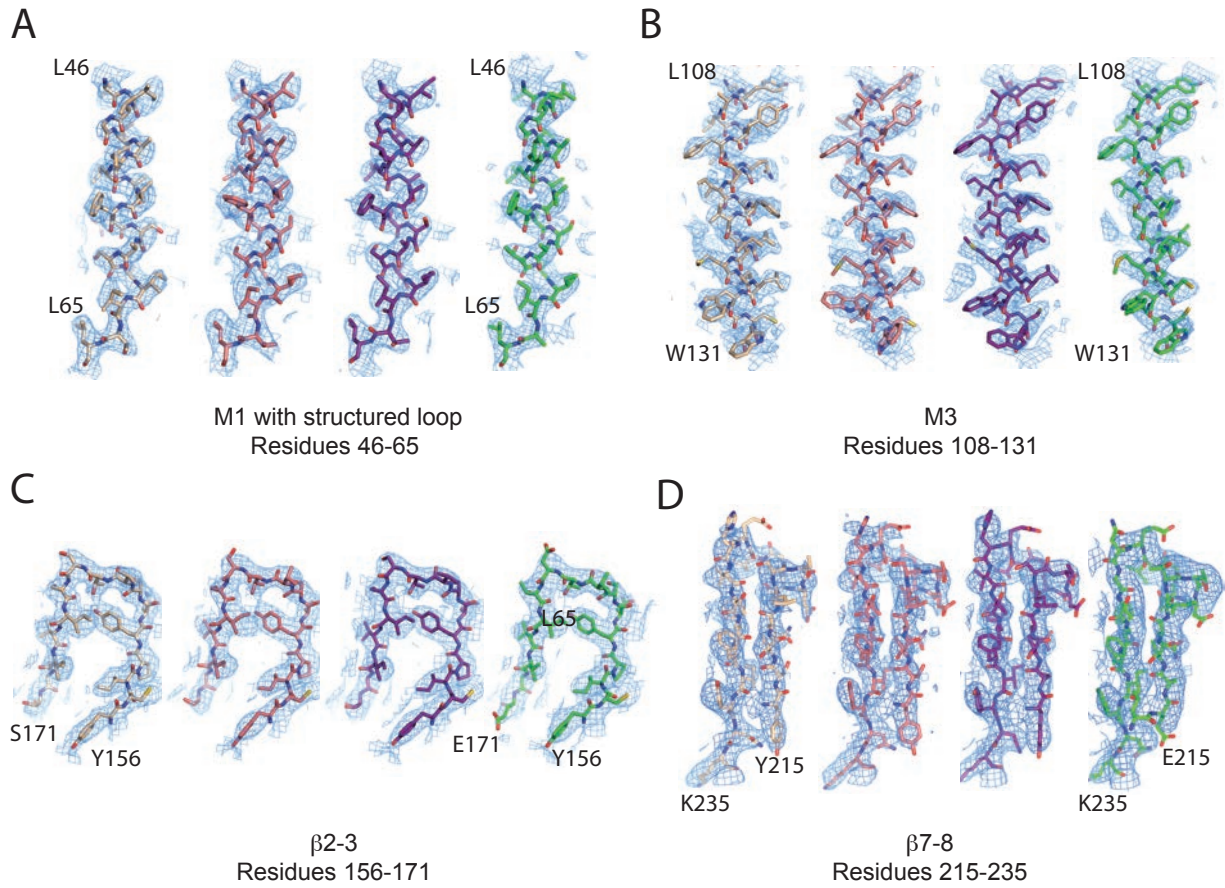 A
L46
L65
L46
L65
M1 with structured loop
Residues 46-65
B
L108
W131
L108
W131
M3
Residues 108-131
C
S171
Y156
L65
E171
Y156
β2-3
Residues 156-171
D
Y215
K235
E215
K235
β7-8
Residues 215-235